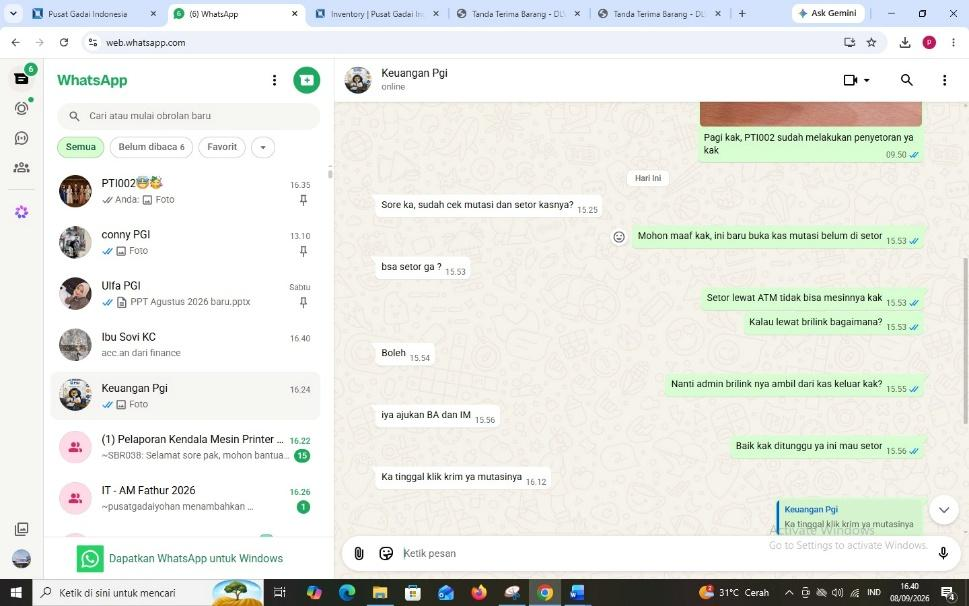 Pusat Gadai Indonesia
(6) WhatsApp
Inventory | Pusat Gadai In
Tanda Terima Barang - DLV
Tanda Terima Barang - DLV
Ask Gemini
web.whatsapp.com
P
6
WhatsApp
Cari atau mulai obrolan baru
Semua
Belum dibaca 6
Favorit
PTI002
16.35
Anda: Foto
conny PGI
13.10
Foto
Ulfa PGI
Sabtu
PPT Agustus 2026 baru.pptx
Ibu Sovi KC
16.40
acc.an dari finance
Keuangan Pgi
16.24
Foto
(1) Pelaporan Kendala Mesin Printer ...
16.22
~SBR038: Selamat sore pak, mohon bantua...
15
IT - AM Fathur 2026
16.26
~pusatgadaiyohan menambahkan ...
1
Dapatkan WhatsApp untuk Windows
Keuangan Pgi
online
Pagi kak, PTI002 sudah melakukan penyetoran ya
kak
09.50
Hari Ini
Sore ka, sudah cek mutasi dan setor kasnya? 15.25
Mohon maaf kak, ini baru buka kas mutasi belum di setor 15.53
bsa setor ga ? 15.53
Setor lewat ATM tidak bisa mesinnya kak 15.53
Kalau lewat brilink bagaimana? 15.53
Boleh 15.54
Nanti admin brilink nya ambil dari kas keluar kak? 15.55
iya ajukan BA dan IM 15.56
Baik kak ditunggu ya ini mau setor 15.56
Ka tinggal klik krim ya mutasinya 16.12
Keuangan Pgi
Ka tinggal klik krim ya mutasinya
Activate Windows
Go to Settings to activate Windows.
Ketik pesan
Ketik di sini untuk mencari
31°C Cerah
IND
16.40
08/09/2026
4